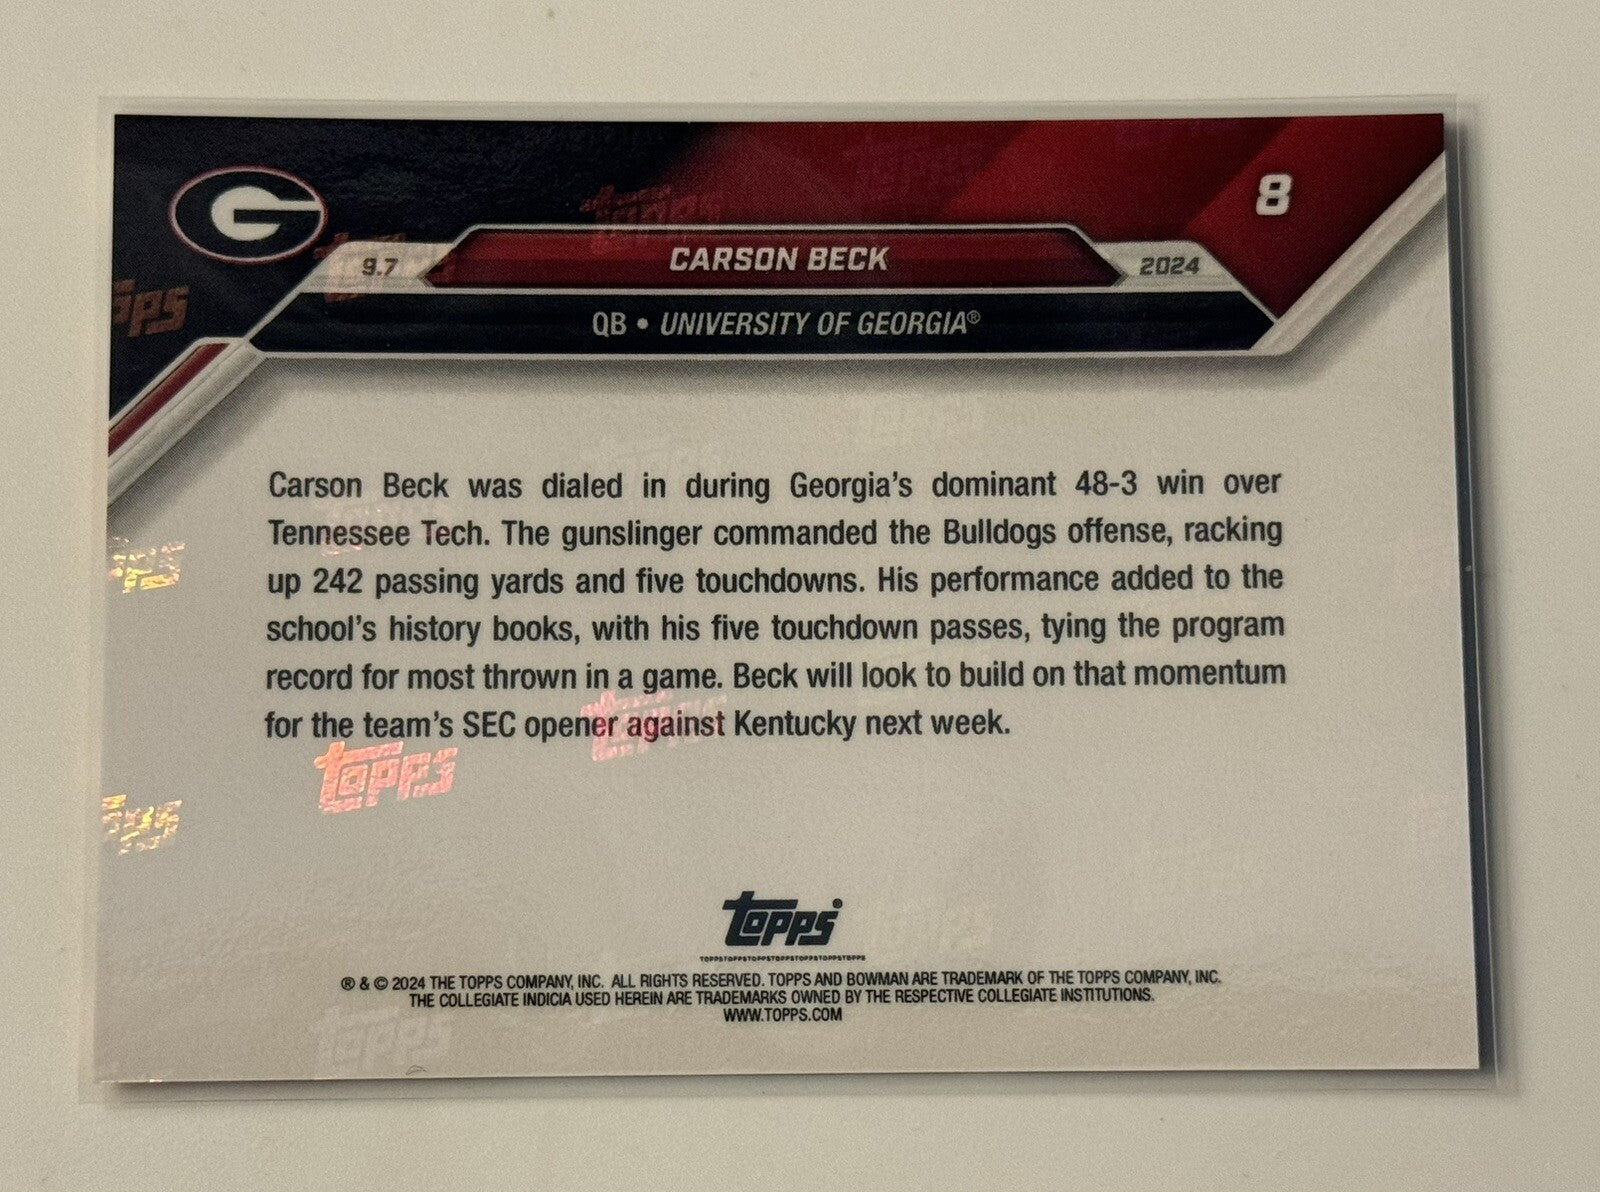 G
8
9.7
CARSON BECK
2024
QB • UNIVERSITY OF GEORGIA®
Carson Beck was dialed in during Georgia's dominant 48-3 win over
Tennessee Tech. The gunslinger commanded the Bulldogs offense, racking
up 242 passing yards and five touchdowns. His performance added to the
school's history books, with his five touchdown passes, tying the program
record for most thrown in a game. Beck will look to build on that momentum
for the team's SEC opener against Kentucky next week.
topps
topps
topps
TOPPSTOPPSTOPPSTOPPSTOPPSTOPPSTOPPS
® & © 2024 THE TOPPS COMPANY, INC. ALL RIGHTS RESERVED. TOPPS AND BOWMAN ARE TRADEMARK OF THE TOPPS COMPANY, INC.
THE COLLEGIATE INDICIA USED HEREIN ARE TRADEMARKS OWNED BY THE RESPECTIVE COLLEGIATE INSTITUTIONS.
WWW.TOPPS.COM
topps